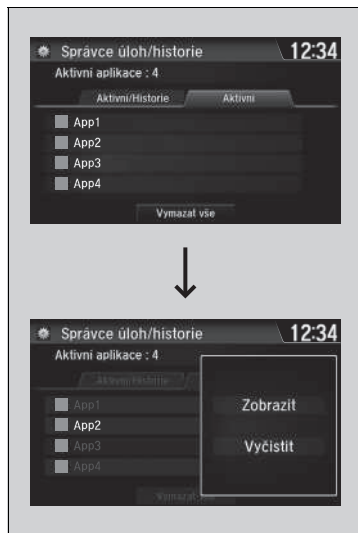 Správce úloh/historie 12:34
Aktivní aplikace : 4
Aktivní/Historie Aktivní
App1
App2
App3
App4
Vymazat vše
Správce úloh/historie 12:34
Aktivní aplikace : 4
Aktivní/Historie
App1
App2
App3
App4
Zobrazit
Vyčistit
Vymazat vše